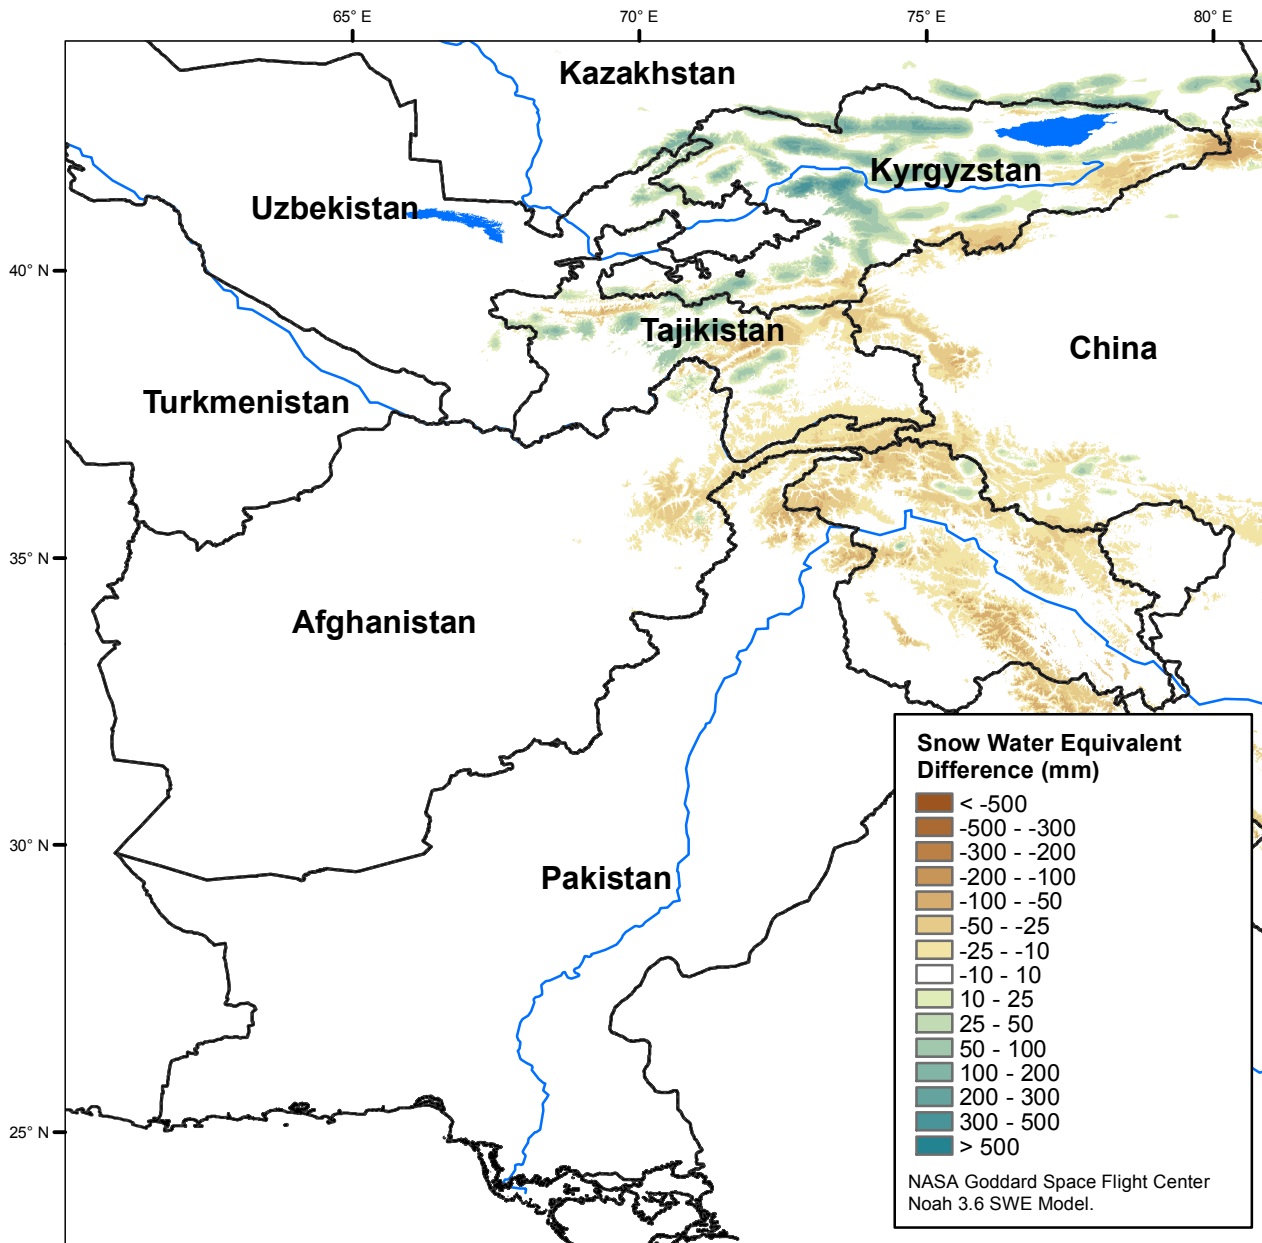 65° E
70° E
75° E
80° E
Kazakhstan
Kyrgyzstan
Uzbekistan
40° N
Tajikistan
China
Turkmenistan
35° N
Afghanistan
Snow Water Equivalent
Difference (mm)
< -500
-500 - -300
-300 - -200
-200 - -100
-100 - -50
-50 - -25
-25 - -10
-10 - 10
10 - 25
25 - 50
50 - 100
100 - 200
200 - 300
300 - 500
> 500
NASA Goddard Space Flight Center
Noah 3.6 SWE Model.
30° N
Pakistan
25° N